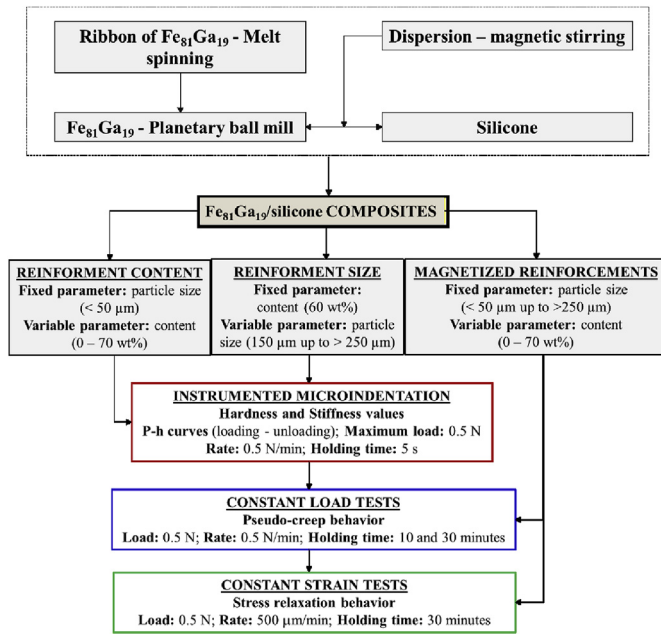 Ribbon of Fe₈₁Ga₁₉ - Melt
spinning
Dispersion – magnetic stirring
Fe₈₁Ga₁₉ - Planetary ball mill
Silicone
Fe₈₁Ga₁₉/silicone COMPOSITES
REINFORMENT CONTENT
Fixed parameter: particle size
(< 50 µm)
Variable parameter: content
(0 – 70 wt%)
REINFORMENT SIZE
Fixed parameter:
content (60 wt%)
Variable parameter: particle
size (150 µm up to > 250 µm)
MAGNETIZED REINFORCEMENTS
Fixed parameter: particle size
(< 50 µm up to >250 µm)
Variable parameter: content
(0 – 70 wt%)
INSTRUMENTED MICROINDENTATION
Hardness and Stiffness values
P-h curves (loading - unloading); Maximum load: 0.5 N
Rate: 0.5 N/min; Holding time: 5 s
CONSTANT LOAD TESTS
Pseudo-creep behavior
Load: 0.5 N; Rate: 0.5 N/min; Holding time: 10 and 30 minutes
CONSTANT STRAIN TESTS
Stress relaxation behavior
Load: 0.5 N; Rate: 500 µm/min; Holding time: 30 minutes